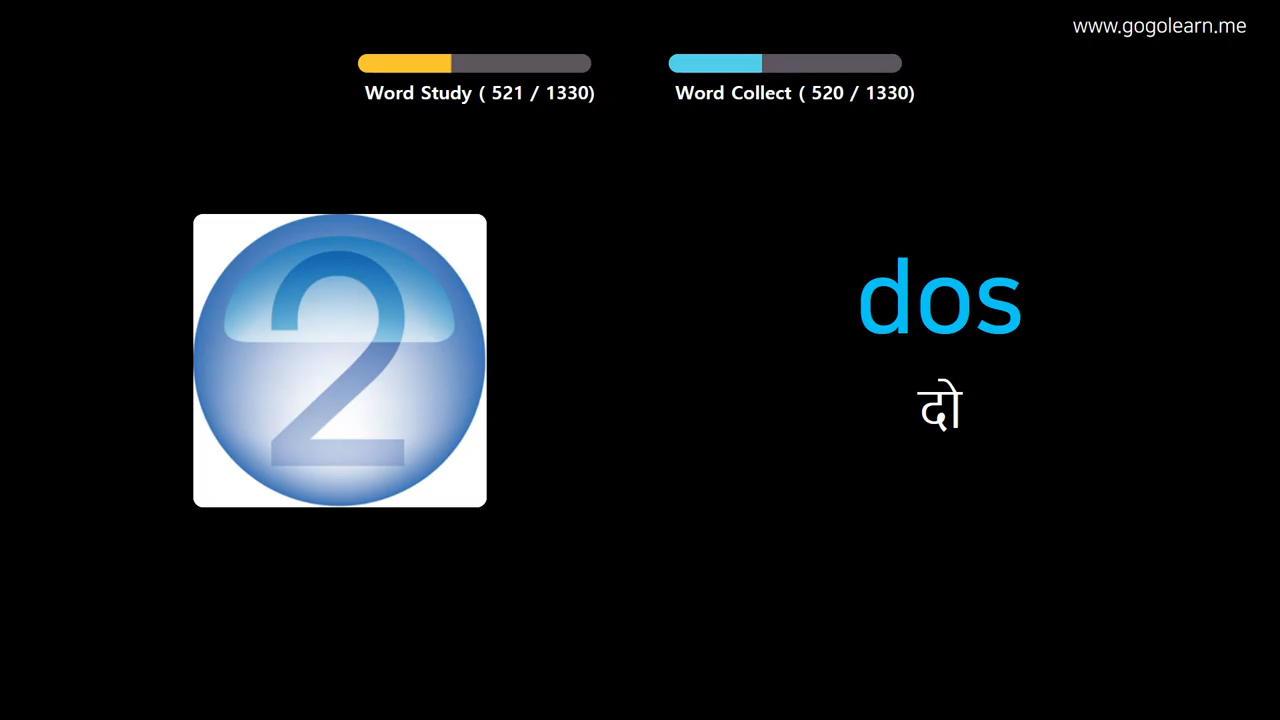 www.gogolearn.me
Word Study ( 521 / 1330)
Word Collect ( 520 / 1330)
2
dos
दो